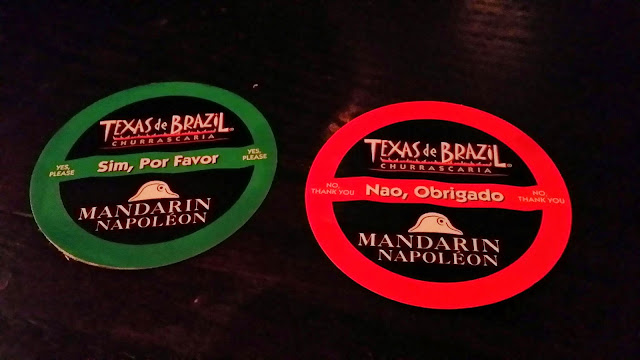 TEXAS de BRAZIL
CHURRASCARIA
YES, PLEASE
Sim, Por Favor
YES, PLEASE
MANDARIN
NAPOLÉON
TEXAS de BRAZIL
CHURRASCARIA
NO, THANK YOU
Nao, Obrigado
NO, THANK YOU
MANDARIN
NAPOLÉON